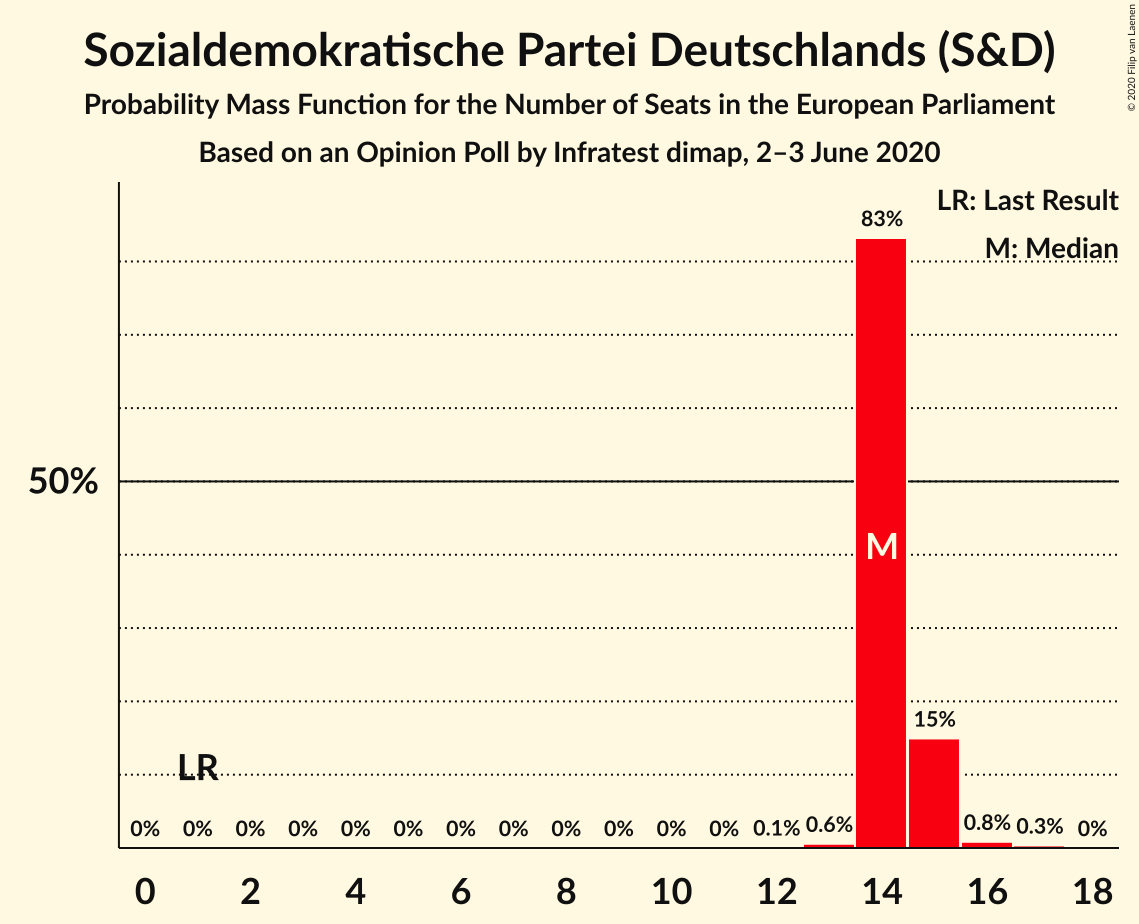 Sozialdemokratische Partei Deutschlands (S&D)
Probability Mass Function for the Number of Seats in the European Parliament
Based on an Opinion Poll by Infratest dimap, 2–3 June 2020
© 2020 Filip van Laenen
LR: Last Result
M: Median
83%
50%
M
15%
LR
0% 0% 0% 0% 0% 0% 0% 0% 0% 0% 0% 0% 0.1% 0.6% 0.8% 0.3% 0%
0 2 4 6 8 10 12 14 16 18